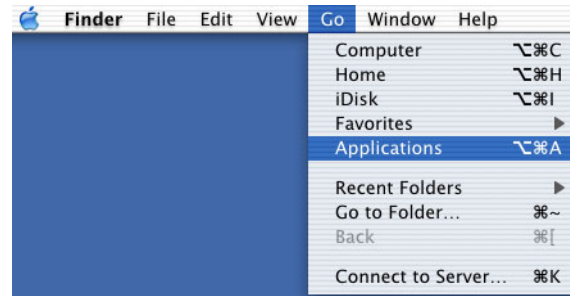 Finder File Edit View Go Window Help
Computer ⌥⌘C
Home ⌥⌘H
iDisk ⌥⌘I
Favorites ▶
Applications ⌥⌘A
Recent Folders ▶
Go to Folder... ⌘~
Back ⌘[
Connect to Server... ⌘K